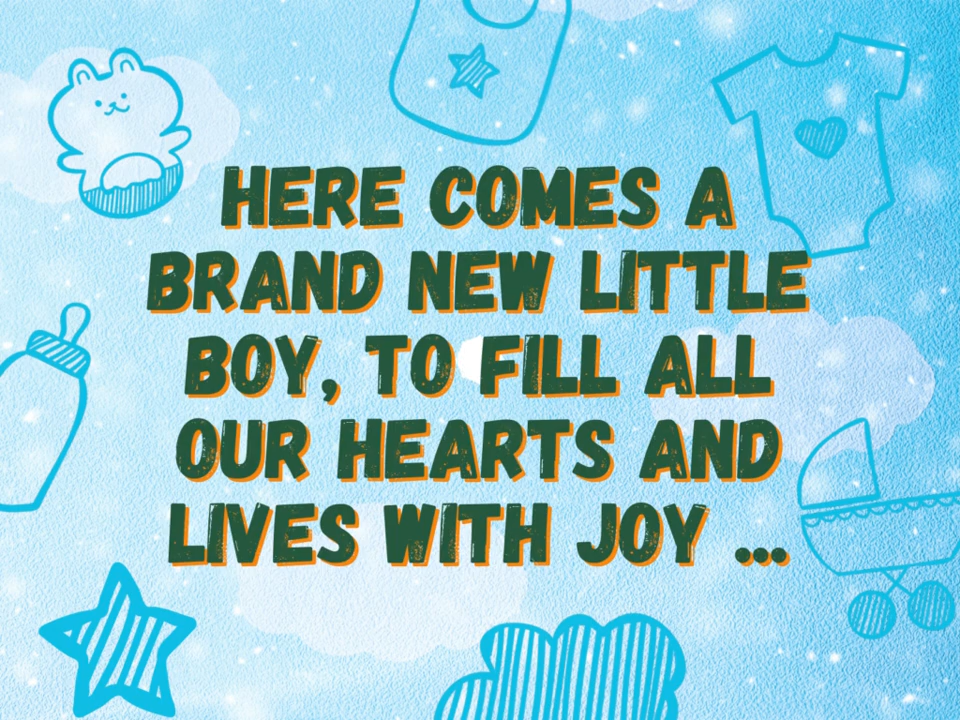 HERE COMES A
BRAND NEW LITTLE
BOY, TO FILL ALL
OUR HEARTS AND
LIVES WITH JOY ...